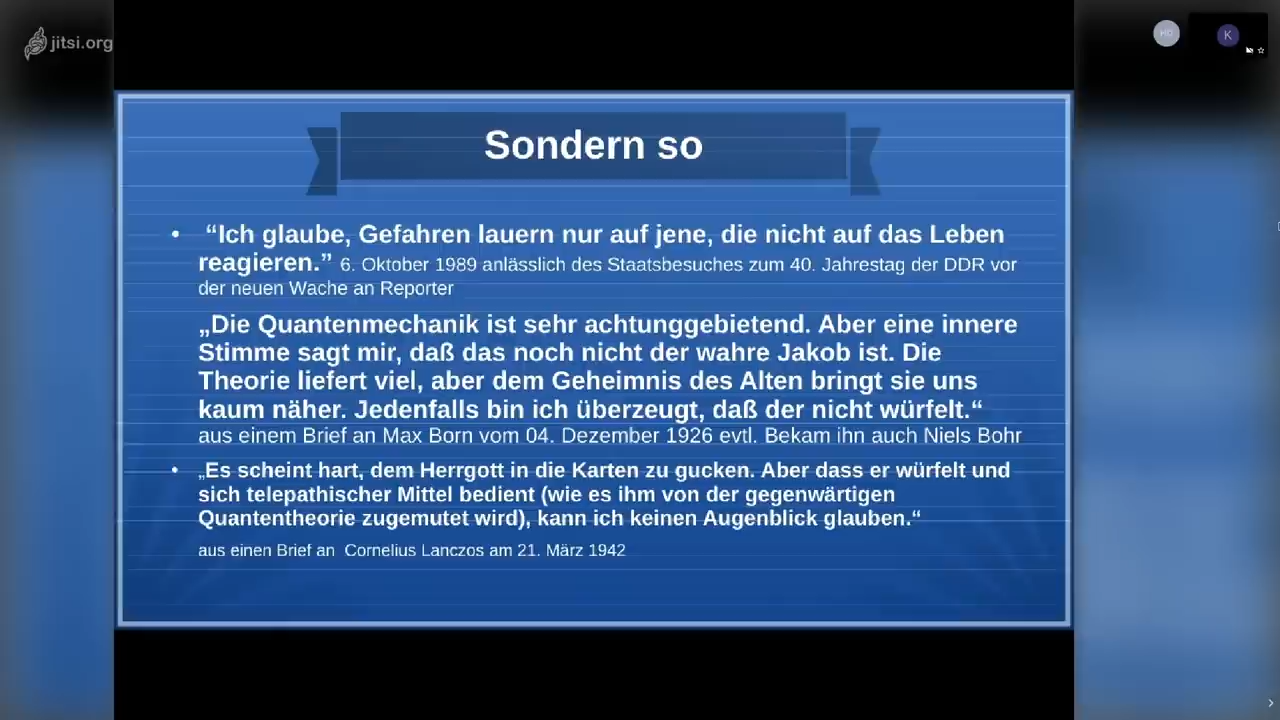 jitsi.org
HD
K
Sondern so
• “Ich glaube, Gefahren lauern nur auf jene, die nicht auf das Leben
reagieren.” 6. Oktober 1989 anlässlich des Staatsbesuches zum 40. Jahrestag der DDR vor
der neuen Wache an Reporter
„Die Quantenmechanik ist sehr achtunggebietend. Aber eine innere
Stimme sagt mir, daß das noch nicht der wahre Jakob ist. Die
Theorie liefert viel, aber dem Geheimnis des Alten bringt sie uns
kaum näher. Jedenfalls bin ich überzeugt, daß der nicht würfelt.“
aus einem Brief an Max Born vom 04. Dezember 1926 evtl. Bekam ihn auch Niels Bohr
• „Es scheint hart, dem Herrgott in die Karten zu gucken. Aber dass er würfelt und
sich telepathischer Mittel bedient (wie es ihm von der gegenwärtigen
Quantentheorie zugemutet wird), kann ich keinen Augenblick glauben.“
aus einen Brief an Cornelius Lanczos am 21. März 1942